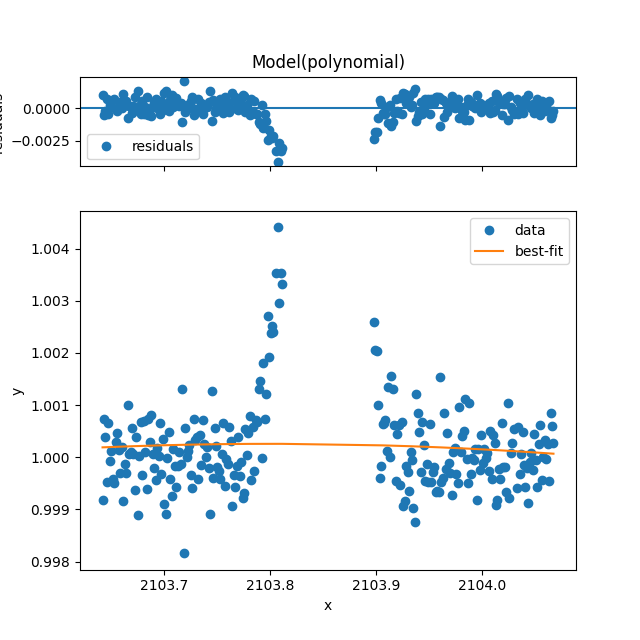 Model(polynomial)
0.0000
−0.0025
residuals
1.004
1.003
1.002
1.001
1.000
0.999
0.998
y
data
best-fit
2103.7
2103.8
2103.9
2104.0
x